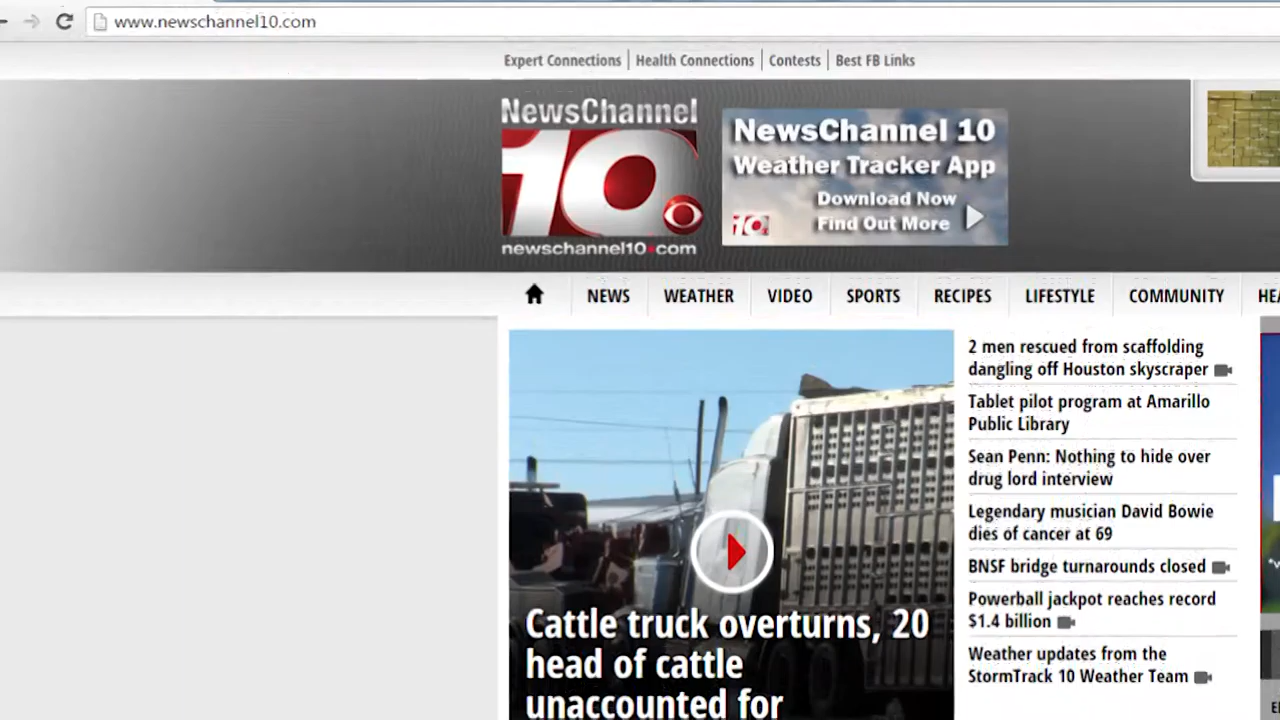 www.newschannel10.com
Expert Connections | Health Connections | Contests | Best FB Links
NewsChannel
10
newschannel10.com
NewsChannel 10
Weather Tracker App
Download Now
Find Out More
10
NEWS WEATHER VIDEO SPORTS RECIPES LIFESTYLE COMMUNITY
Cattle truck overturns, 20
head of cattle
unaccounted for
2 men rescued from scaffolding
dangling off Houston skyscraper
Tablet pilot program at Amarillo
Public Library
Sean Penn: Nothing to hide over
drug lord interview
Legendary musician David Bowie
dies of cancer at 69
BNSF bridge turnarounds closed
Powerball jackpot reaches record
$1.4 billion
Weather updates from the
StormTrack 10 Weather Team